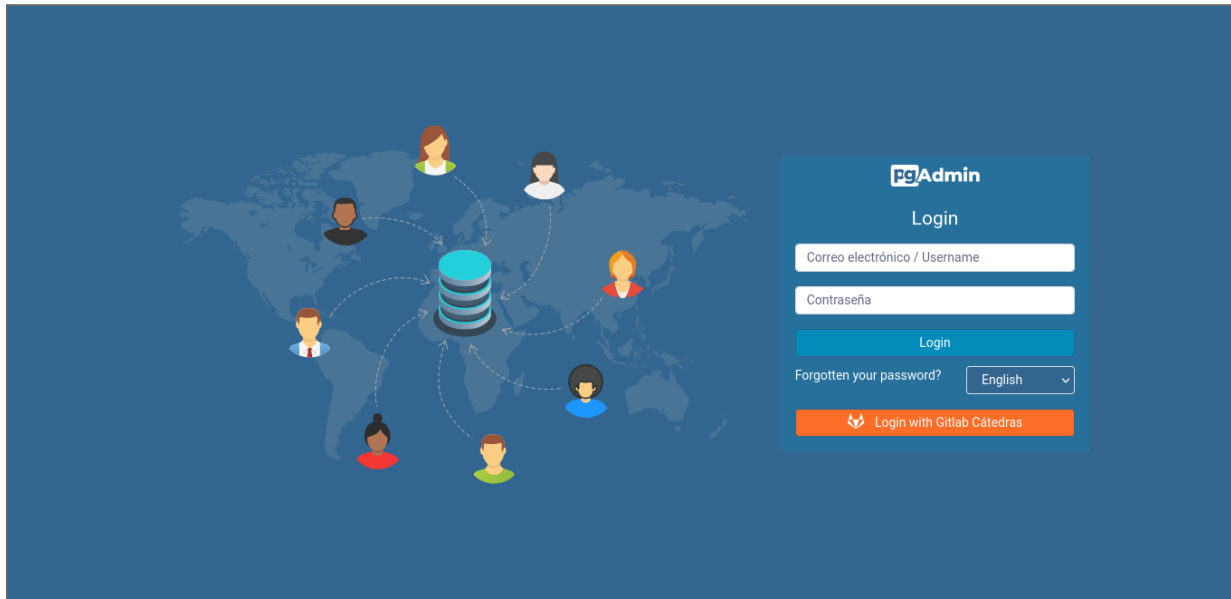 pgAdmin
Login
Correo electrónico / Username
Contraseña
Login
Forgotten your password?
English
Login with Gitlab Cátedras